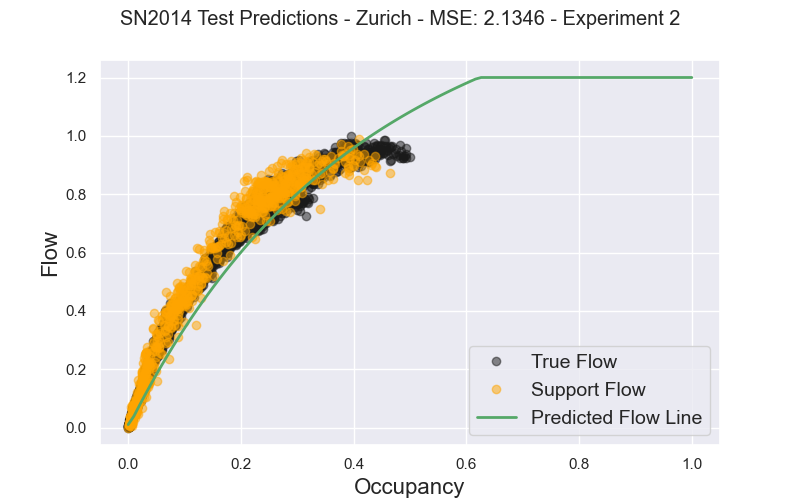 SN2014 Test Predictions - Zurich - MSE: 2.1346 - Experiment 2
1.2
1.0
0.8
0.6
0.4
0.2
0.0
Flow
True Flow
Support Flow
Predicted Flow Line
0.0 0.2 0.4 0.6 0.8 1.0
Occupancy